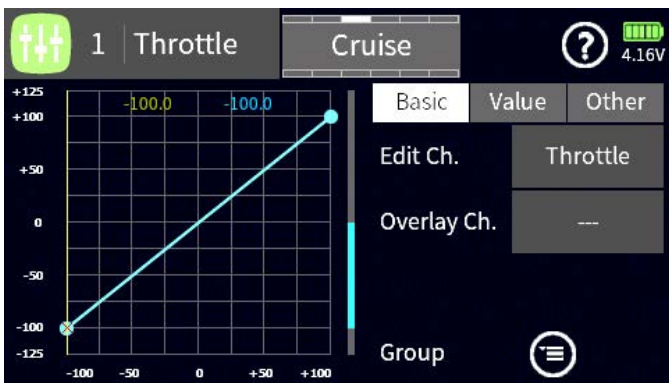 1 Throttle Cruise ? 4.16V
+125
+100
+50
0
-50
-100
-125
-100.0 -100.0
-100 -50 0 +50 +100
Basic Value Other
Edit Ch. Throttle
Overlay Ch. ---
Group